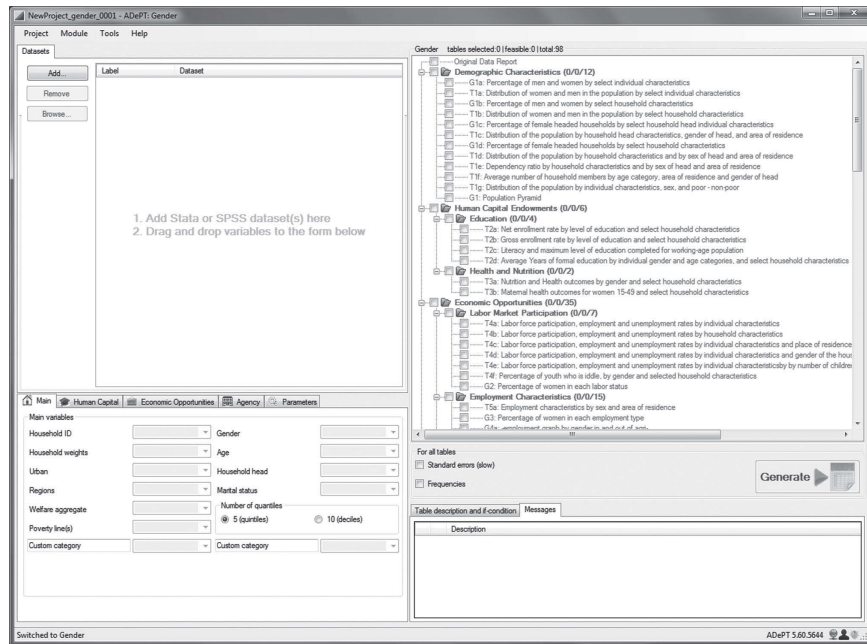 NewProject_gender_0001 - ADePT: Gender
Project Module Tools Help
Datasets
Add...
Remove
Browse...
Label Dataset
1. Add Stata or SPSS dataset(s) here
2. Drag and drop variables to the form below
Main Human Capital Economic Opportunities Agency Parameters
Main variables
Household ID Gender
Household weights Age
Urban Household head
Regions Marital status
Welfare aggregate Number of quantiles
5 (quintiles) 10 (deciles)
Poverty line(s)
Custom category Custom category
Gender tables selected:0 | feasible:0 | total:98
Original Data Report
Demographic Characteristics (0/0/12)
G1a: Percentage of men and women by select individual characteristics
T1a: Distribution of women and men in the population by select individual characteristics
G1b: Percentage of men and women by select household characteristics
T1b: Distribution of women and men in the population by select household characteristics
G1c: Percentage of female headed households by select household head individual characteristics
T1c: Distribution of the population by household head characteristics, gender of head, and area of residence
G1d: Percentage of female headed households by select household characteristics
T1d: Distribution of the population by household characteristics and by sex of head and area of residence
T1e: Dependency ratio by household characteristics and by sex of head and area of residence
T1f: Average number of household members by age category, area of residence and gender of head
T1g: Distribution of the population by individual characteristics, sex, and poor - non-poor
G1: Population Pyramid
Human Capital Endowments (0/0/6)
Education (0/0/4)
T2a: Net enrollment rate by level of education and select household characteristics
T2b: Gross enrollment rate by level of education and select household characteristics
T2c: Literacy and maximum level of education completed for working-age population
T2d: Average Years of formal education by individual gender and age categories, and select household characteristics
Health and Nutrition (0/0/2)
T3a: Nutrition and Health outcomes by gender and select household characteristics
T3b: Maternal health outcomes for women 15-49 and select household characteristics
Economic Opportunities (0/0/35)
Labor Market Participation (0/0/7)
T4a: Labor force participation, employment and unemployment rates by individual characteristics
T4b: Labor force participation, employment and unemployment rates by household characteristics
T4c: Labor force participation, employment and unemployment rates by individual characteristics and place of residence
T4d: Labor force participation, employment and unemployment rates by individual characteristics and gender of the hou
T4e: Labor force participation, employment and unemployment rates by individual characteristicsby by number of children
T4f: Percentage of youth who is iddle, by gender and selected household characteristics
G2: Percentage of women in each labor status
Employment Characteristics (0/0/15)
T5a: Employment characteristics by sex and area of residence
G3: Percentage of women in each employment type
G4a: -employment graph by gender in and out of age-
For all tables
Standard errors (slow)
Frequencies
Generate
Table description and if-condition Messages
Description
Switched to Gender
ADePT 5.60.5644